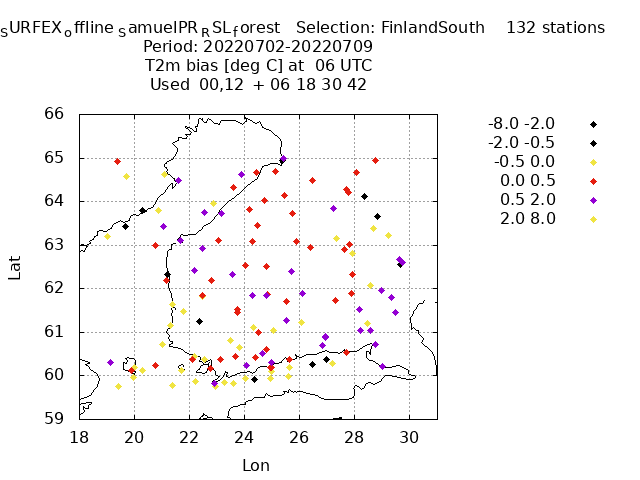 SURFEXoffline SamuelPRRSLforest Selection: FinlandSouth 132 stations
Period: 20220702-20220709
T2m bias [deg C] at 06 UTC
Used 00,12 + 06 18 30 42
-8.0 -2.0
-2.0 -0.5
-0.5 0.0
0.0 0.5
0.5 2.0
2.0 8.0
66
65
64
63
62
61
60
59
Lat
18 20 22 24 26 28 30
Lon